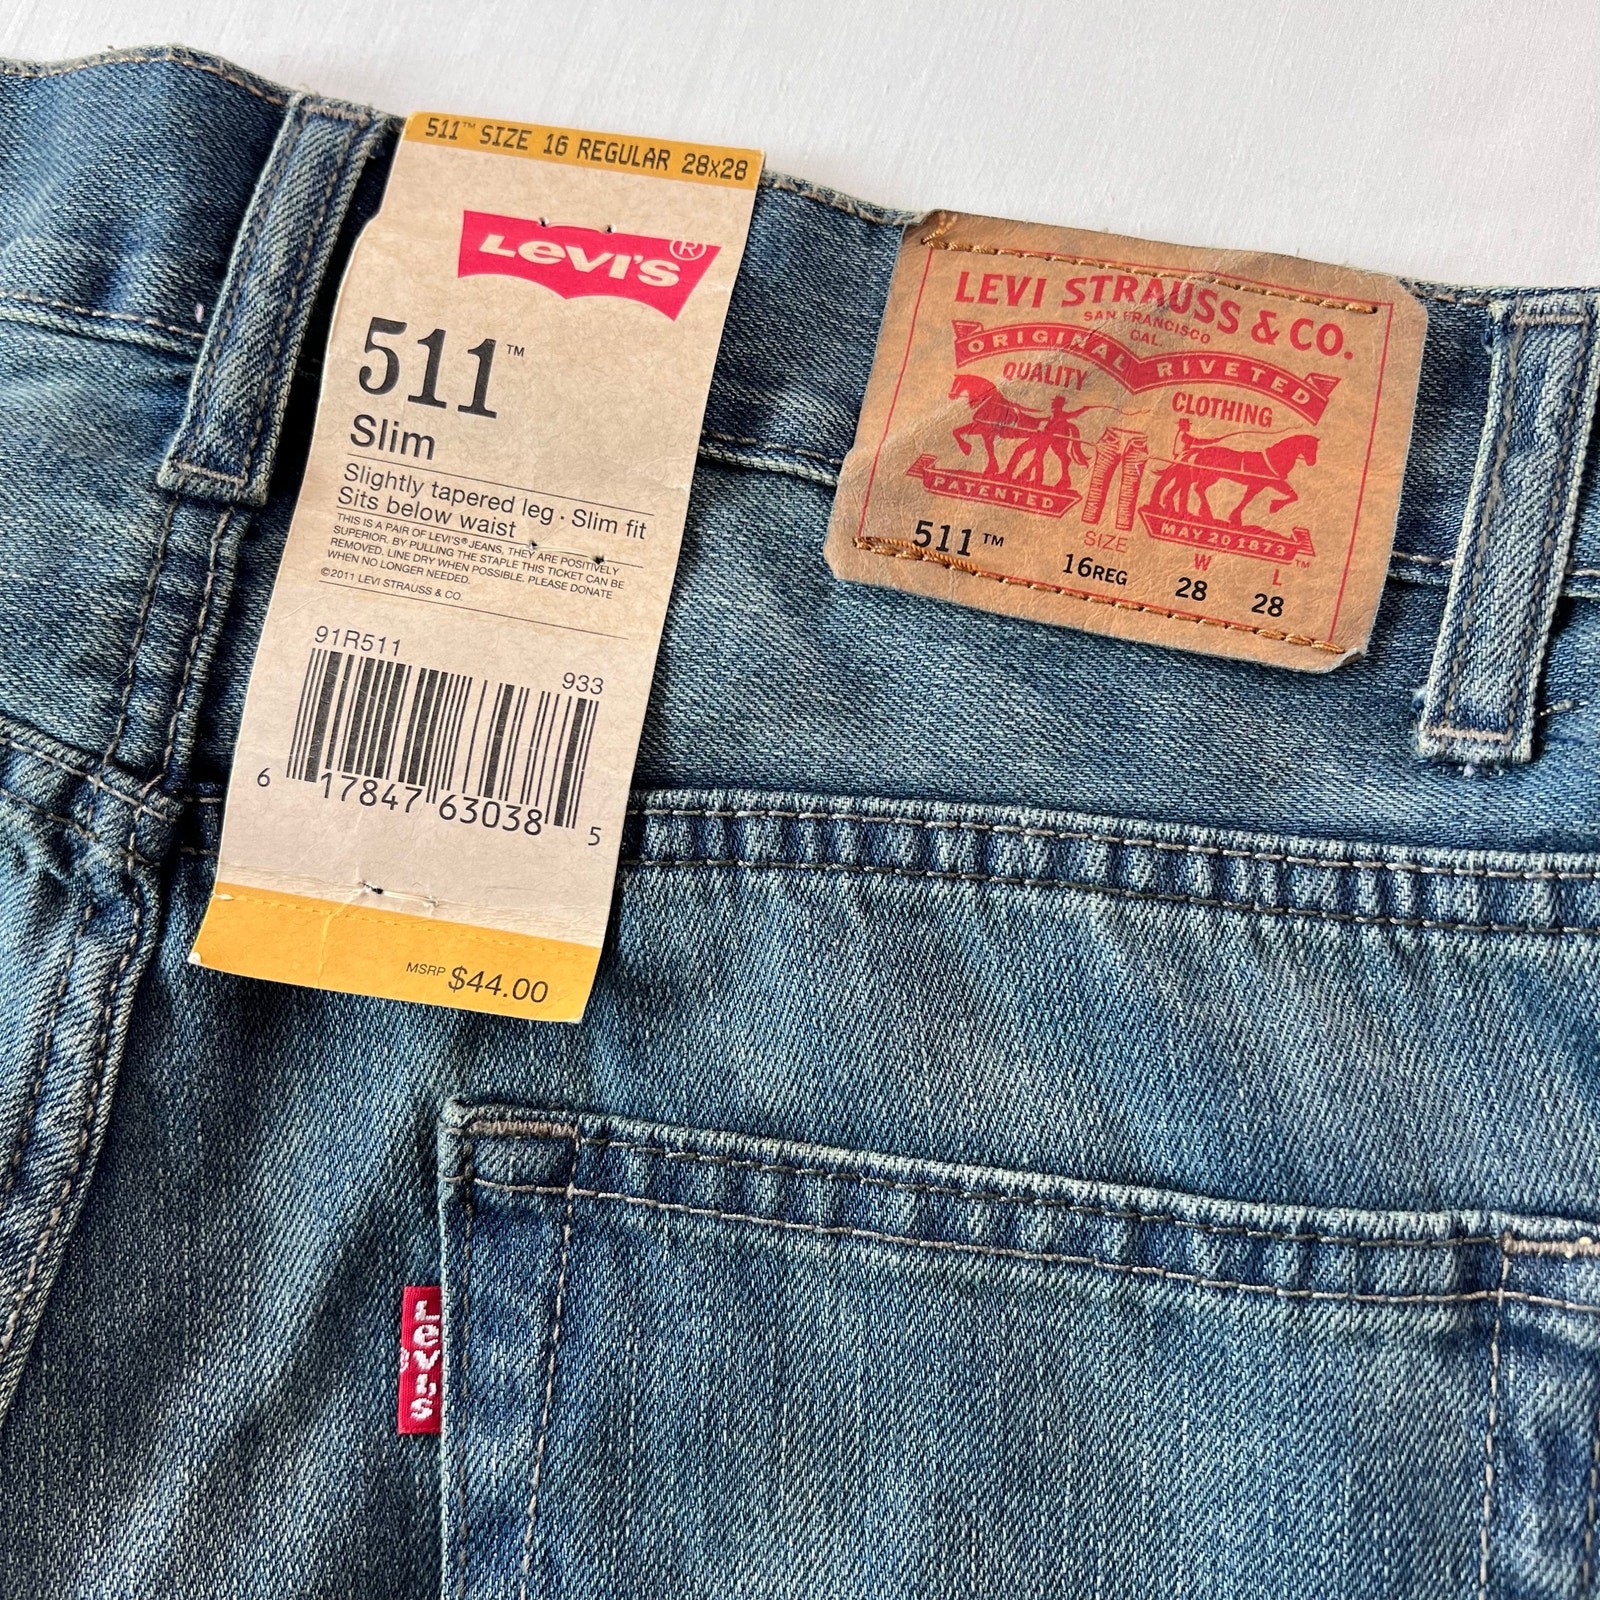 511™ SIZE 16 REGULAR 28x28
Levi's®
511™
Slim
Slightly tapered leg · Slim fit
Sits below waist
THIS IS A PAIR OF LEVI'S® JEANS, THEY ARE POSITIVELY
SUPERIOR. BY PULLING THE STAPLE THIS TICKET CAN BE
REMOVED. LINE DRY WHEN POSSIBLE. PLEASE DONATE
WHEN NO LONGER NEEDED.
©2011 LEVI STRAUSS & CO.
91R511
933
6 17847 63038 5
MSRP $44.00
LEVI STRAUSS & CO.
SAN FRANCISCO
CAL.
ORIGINAL RIVETED
QUALITY CLOTHING
PATENTED MAY 20 1873 ™
511™ SIZE 16REG W 28 L 28
Levi's